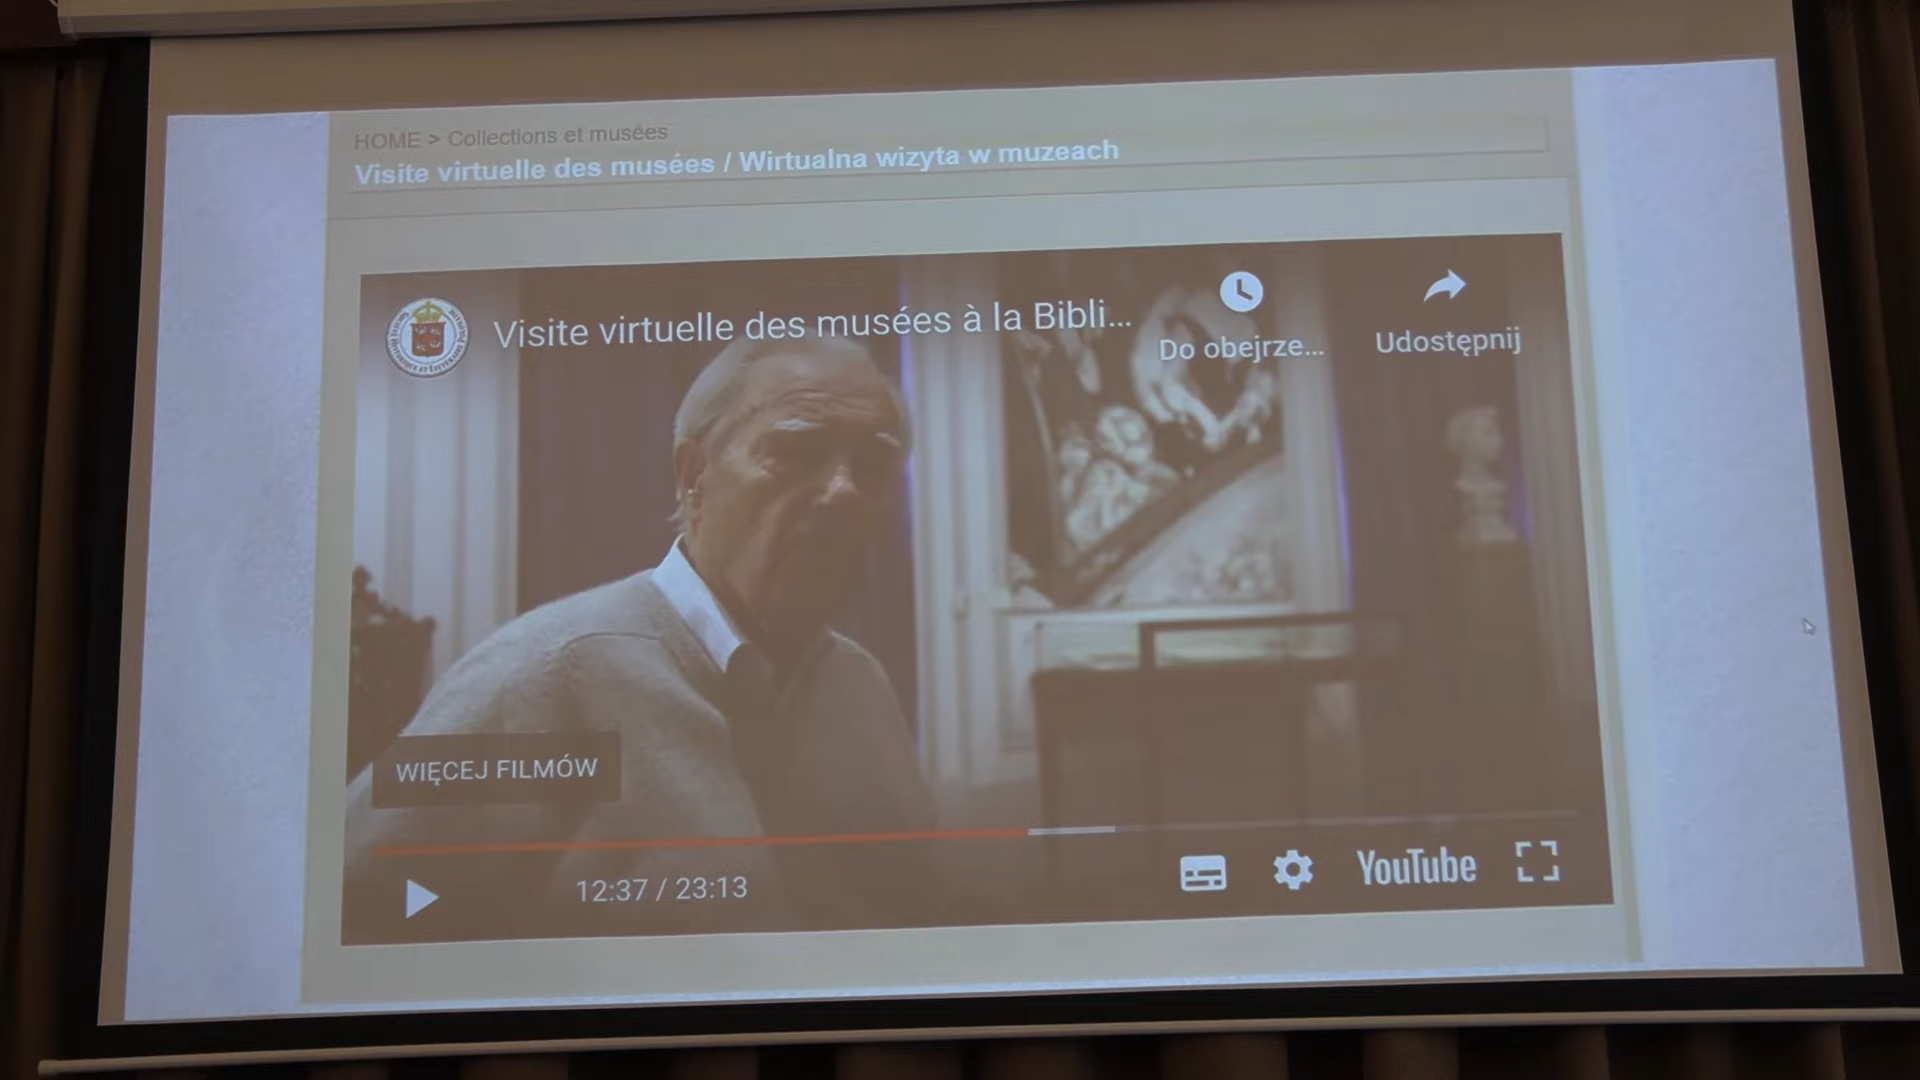 HOME > Collections et musées
Visite virtuelle des musées / Wirtualna wizyta w muzeach
Visite virtuelle des musées à la Bibli...
Do obejrze...
Udostępnij
WIĘCEJ FILMÓW
12:37 / 23:13
YouTube